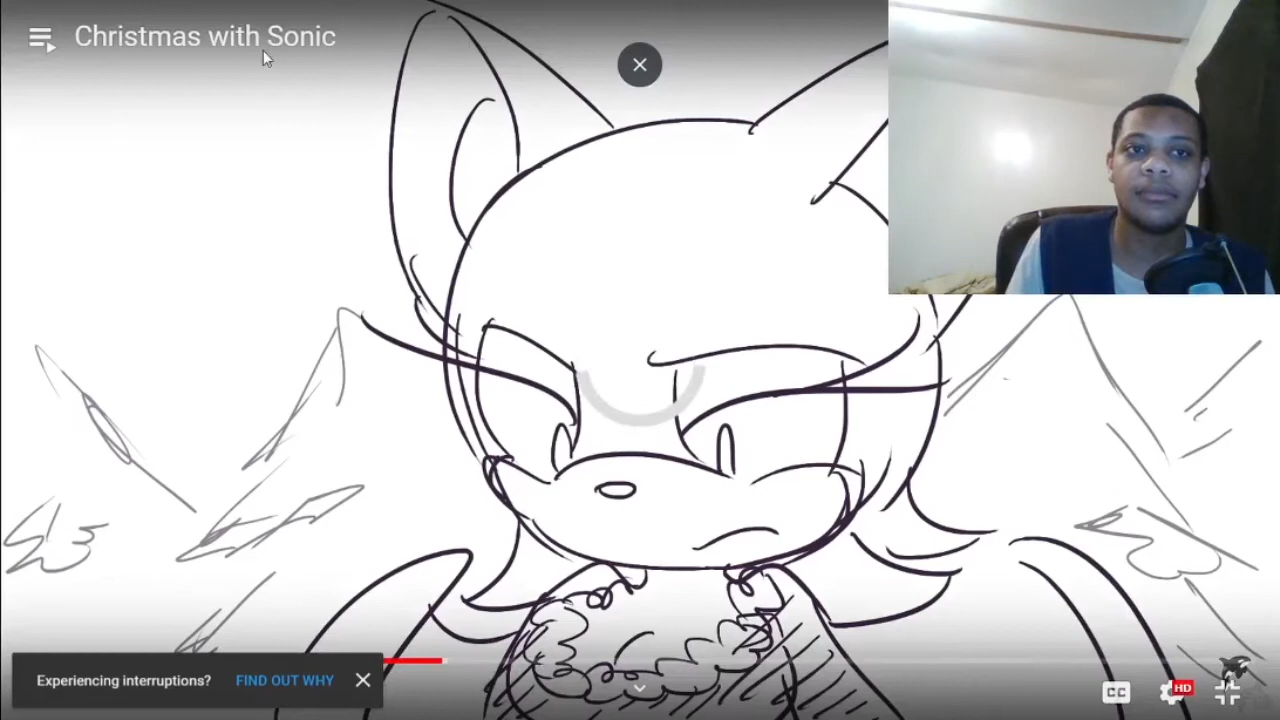 Christmas with Sonic
Experiencing interruptions? FIND OUT WHY
CC
HD